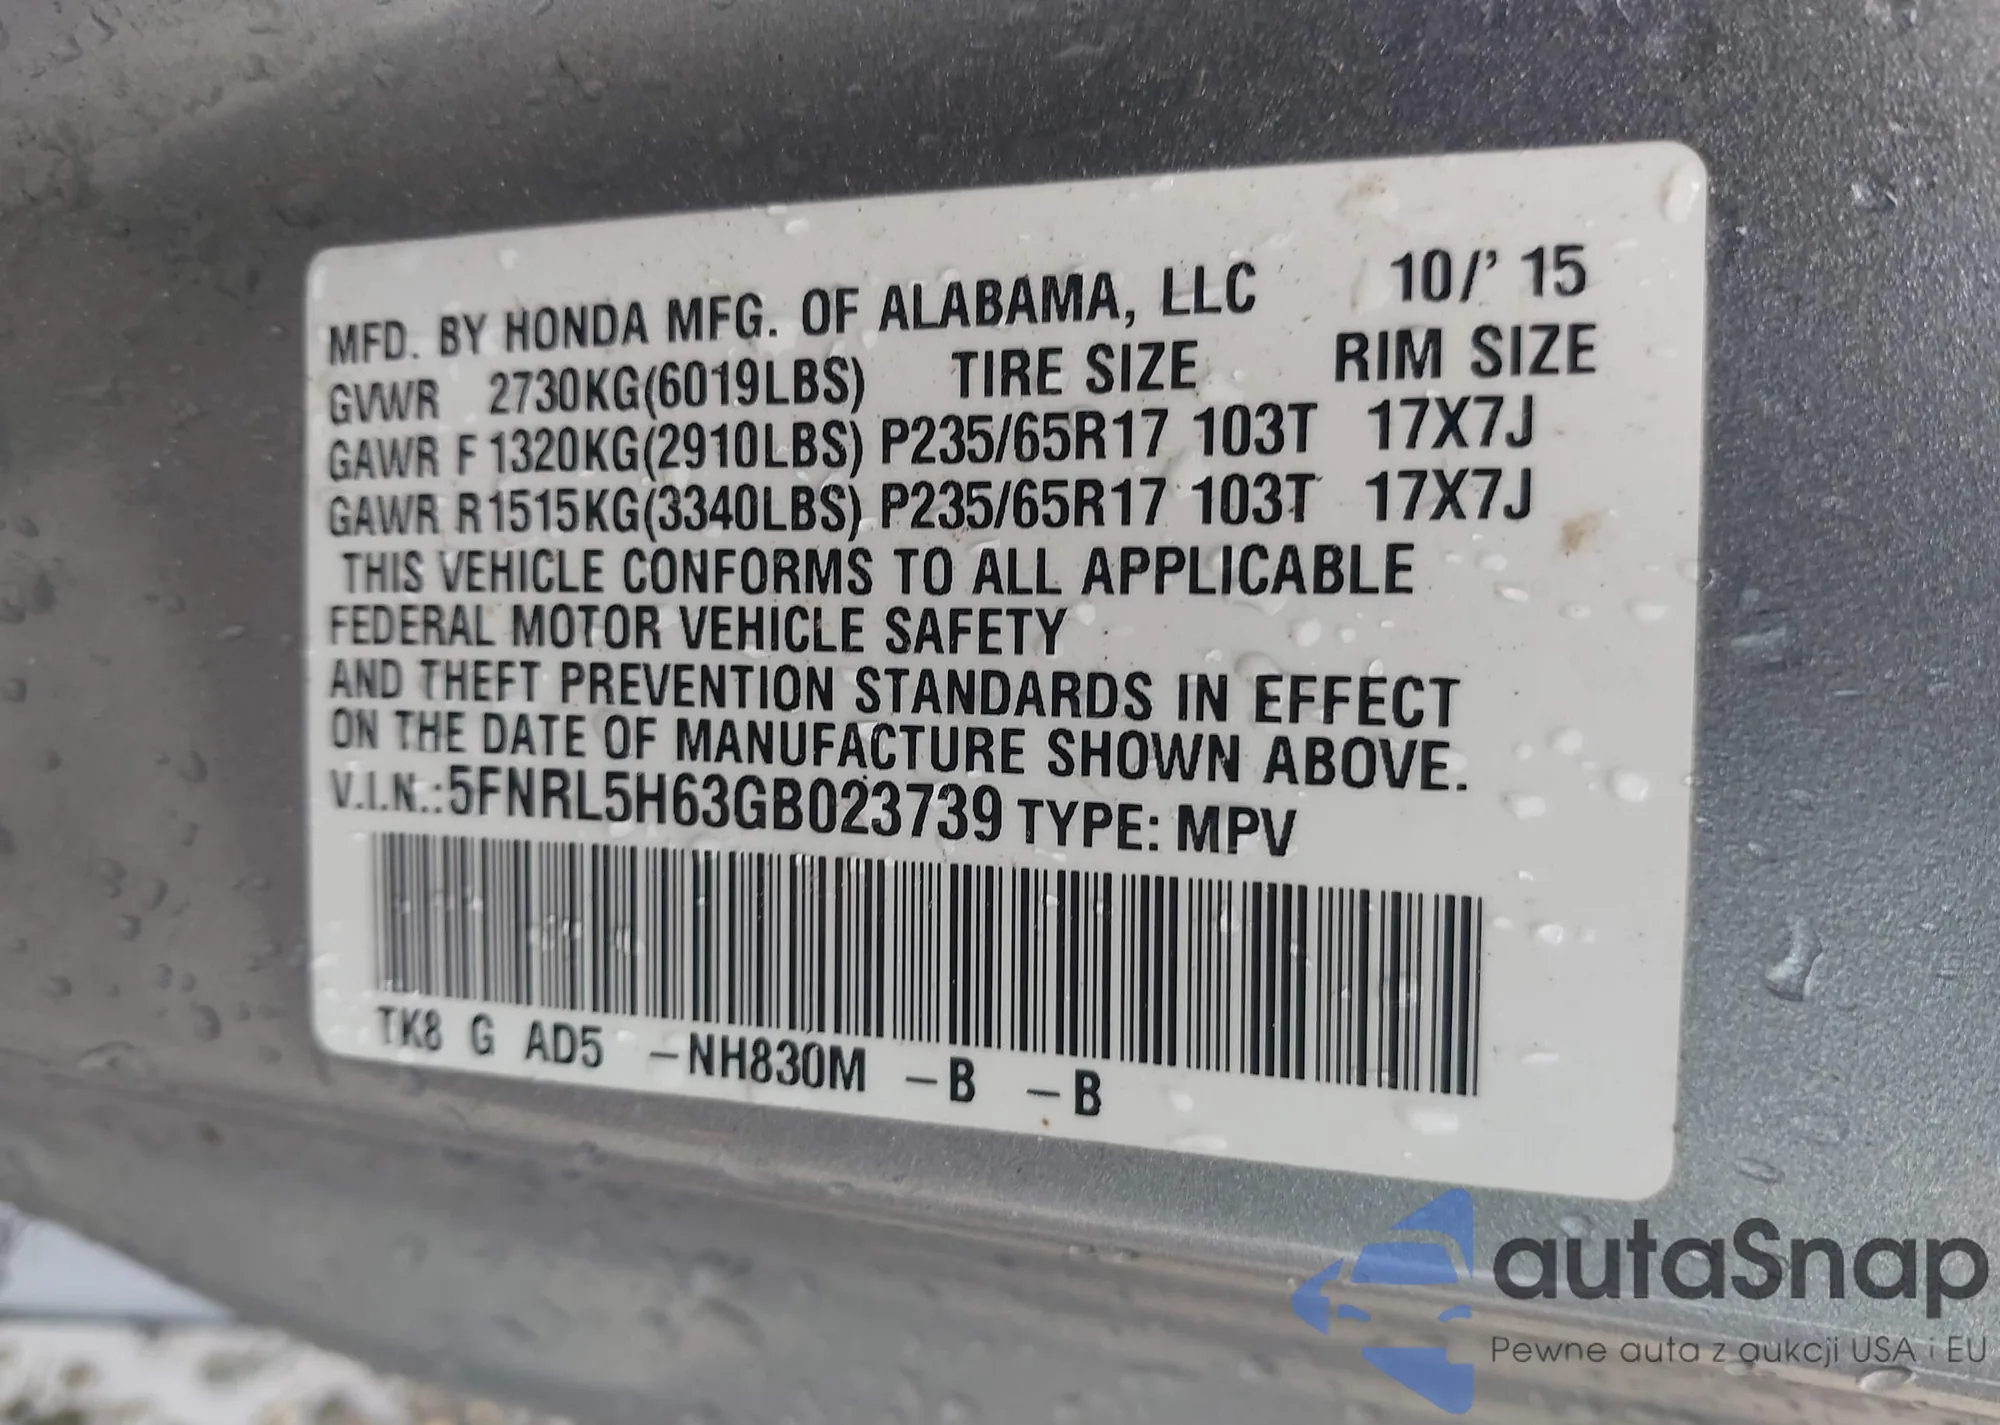 MFD. BY HONDA MFG. OF ALABAMA, LLC 10/' 15
GVWR 2730KG(6019LBS) TIRE SIZE RIM SIZE
GAWR F 1320KG(2910LBS) P235/65R17 103T 17X7J
GAWR R1515KG(3340LBS) P235/65R17 103T 17X7J
THIS VEHICLE CONFORMS TO ALL APPLICABLE
FEDERAL MOTOR VEHICLE SAFETY
AND THEFT PREVENTION STANDARDS IN EFFECT
ON THE DATE OF MANUFACTURE SHOWN ABOVE.
V.I.N.:5FNRL5H63GB023739 TYPE: MPV
TK8 G AD5 -NH830M -B -B
autaSnap
Pewne auta z aukcji USA i EU